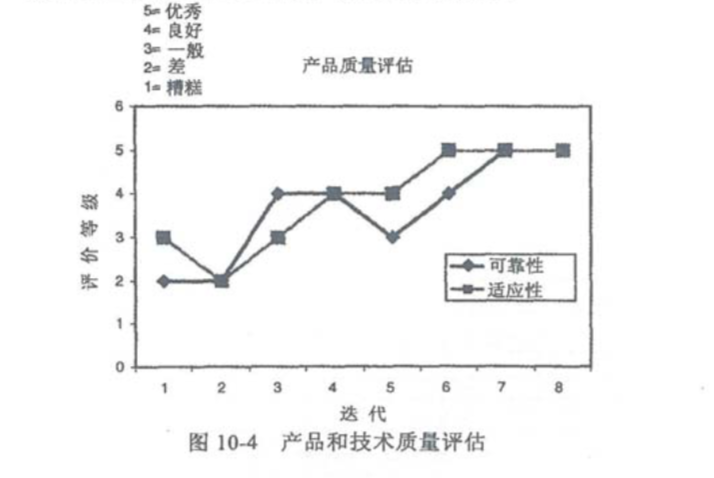 5= 优秀
4= 良好
3= 一般
2= 差
1= 糟糕
产品质量评估
6
5
4
3
2
1
0
评价等级
可靠性
适应性
1 2 3 4 5 6 7 8
迭代
图 10-4 产品和技术质量评估